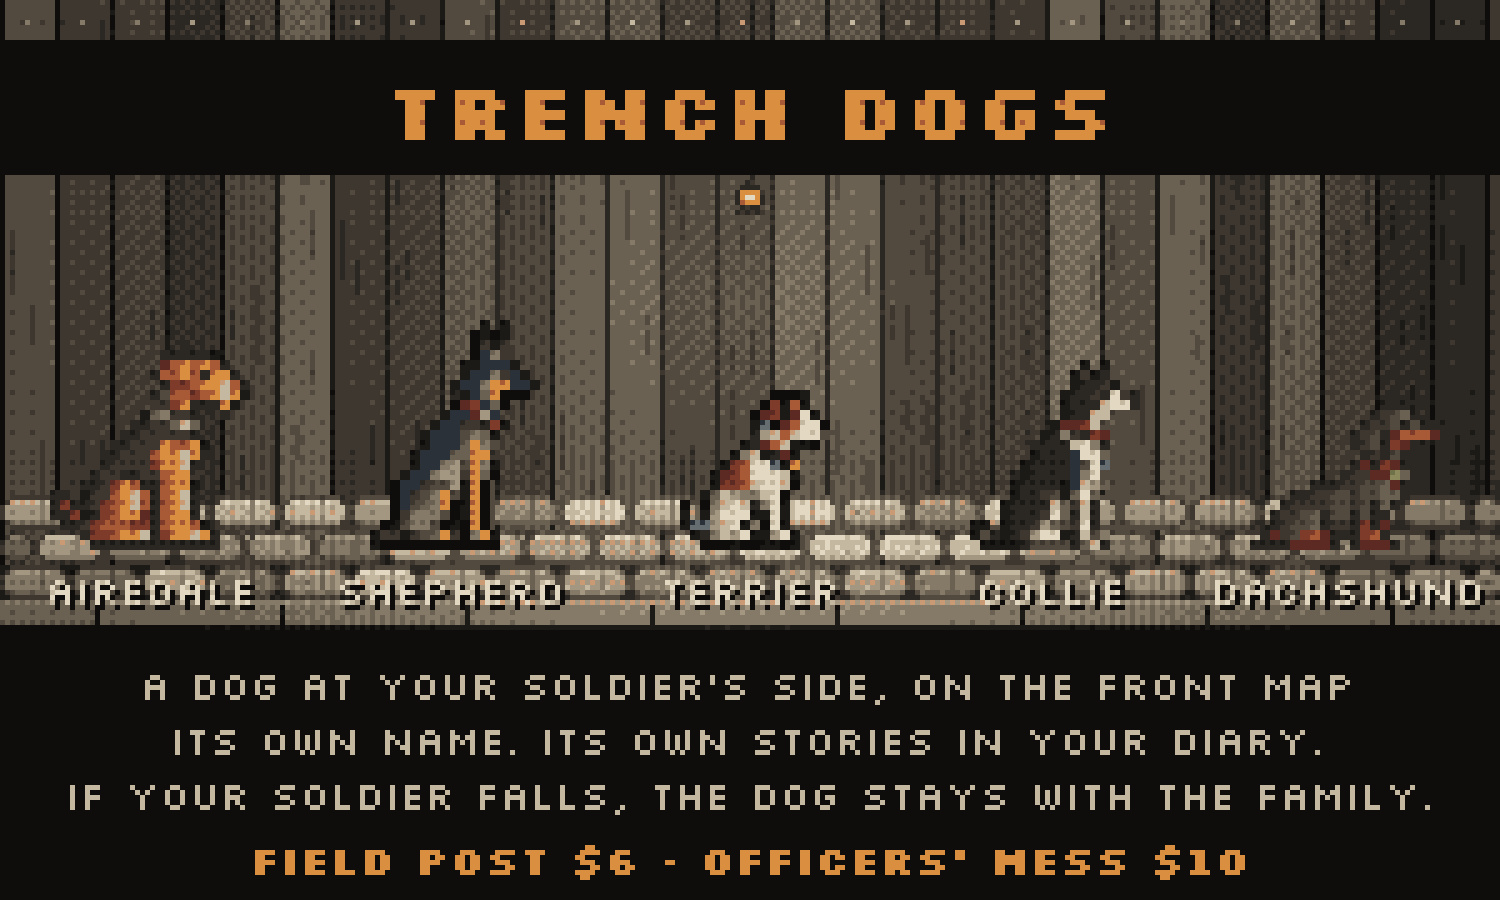 TRENCH DOGS
AIREDALE SHEPHERD TERRIER COLLIE DACHSHUND
A DOG AT YOUR SOLDIER'S SIDE, ON THE FRONT MAP
ITS OWN NAME. ITS OWN STORIES IN YOUR DIARY.
IF YOUR SOLDIER FALLS, THE DOG STAYS WITH THE FAMILY.
FIELD POST $6 - OFFICERS' MESS $10